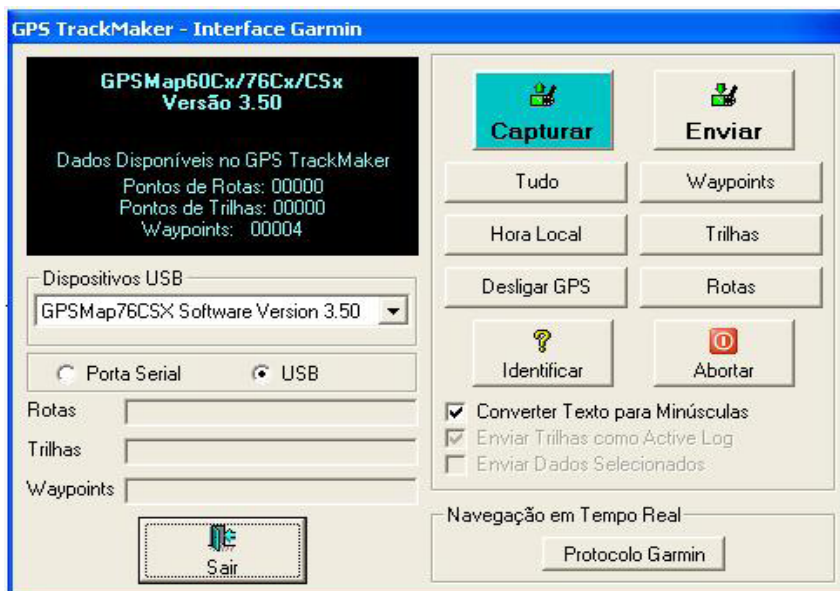 GPS TrackMaker - Interface Garmin
GPSMap60Cx/76Cx/CSx
Versão 3.50
Dados Disponíveis no GPS TrackMaker
Pontos de Rotas: 00000
Pontos de Trilhas: 00000
Waypoints: 00004
Dispositivos USB
GPSMap76CSX Software Version 3.50
Porta Serial
USB
Rotas
Trilhas
Waypoints
Sair
Capturar
Enviar
Tudo
Waypoints
Hora Local
Trilhas
Desligar GPS
Rotas
Identificar
Abortar
Converter Texto para Minúsculas
Enviar Trilhas como Active Log
Enviar Dados Selecionados
Navegação em Tempo Real
Protocolo Garmin